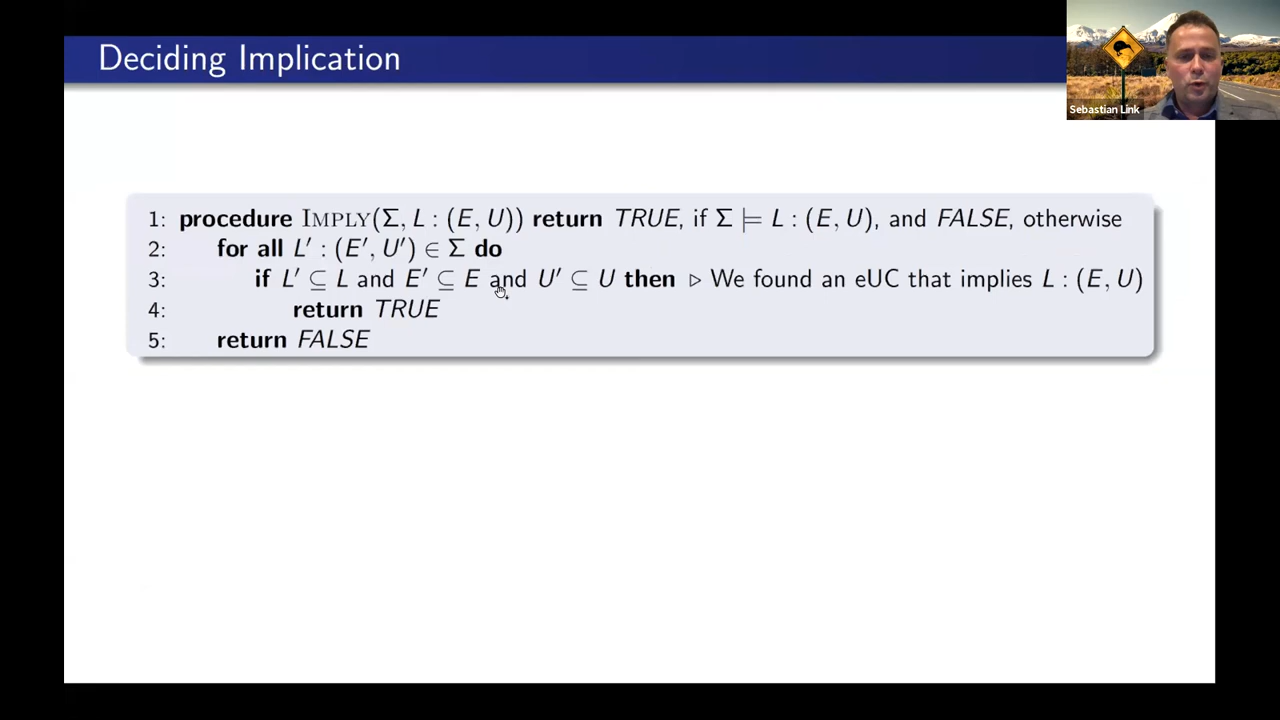 Deciding Implication
Sebastian Link
1: procedure IMPLY(Σ, L : (E, U)) return TRUE, if Σ ⊨ L : (E, U), and FALSE, otherwise
2: for all L′ : (E′, U′) ∈ Σ do
3: if L′ ⊆ L and E′ ⊆ E and U′ ⊆ U then ▷ We found an eUC that implies L : (E, U)
4: return TRUE
5: return FALSE